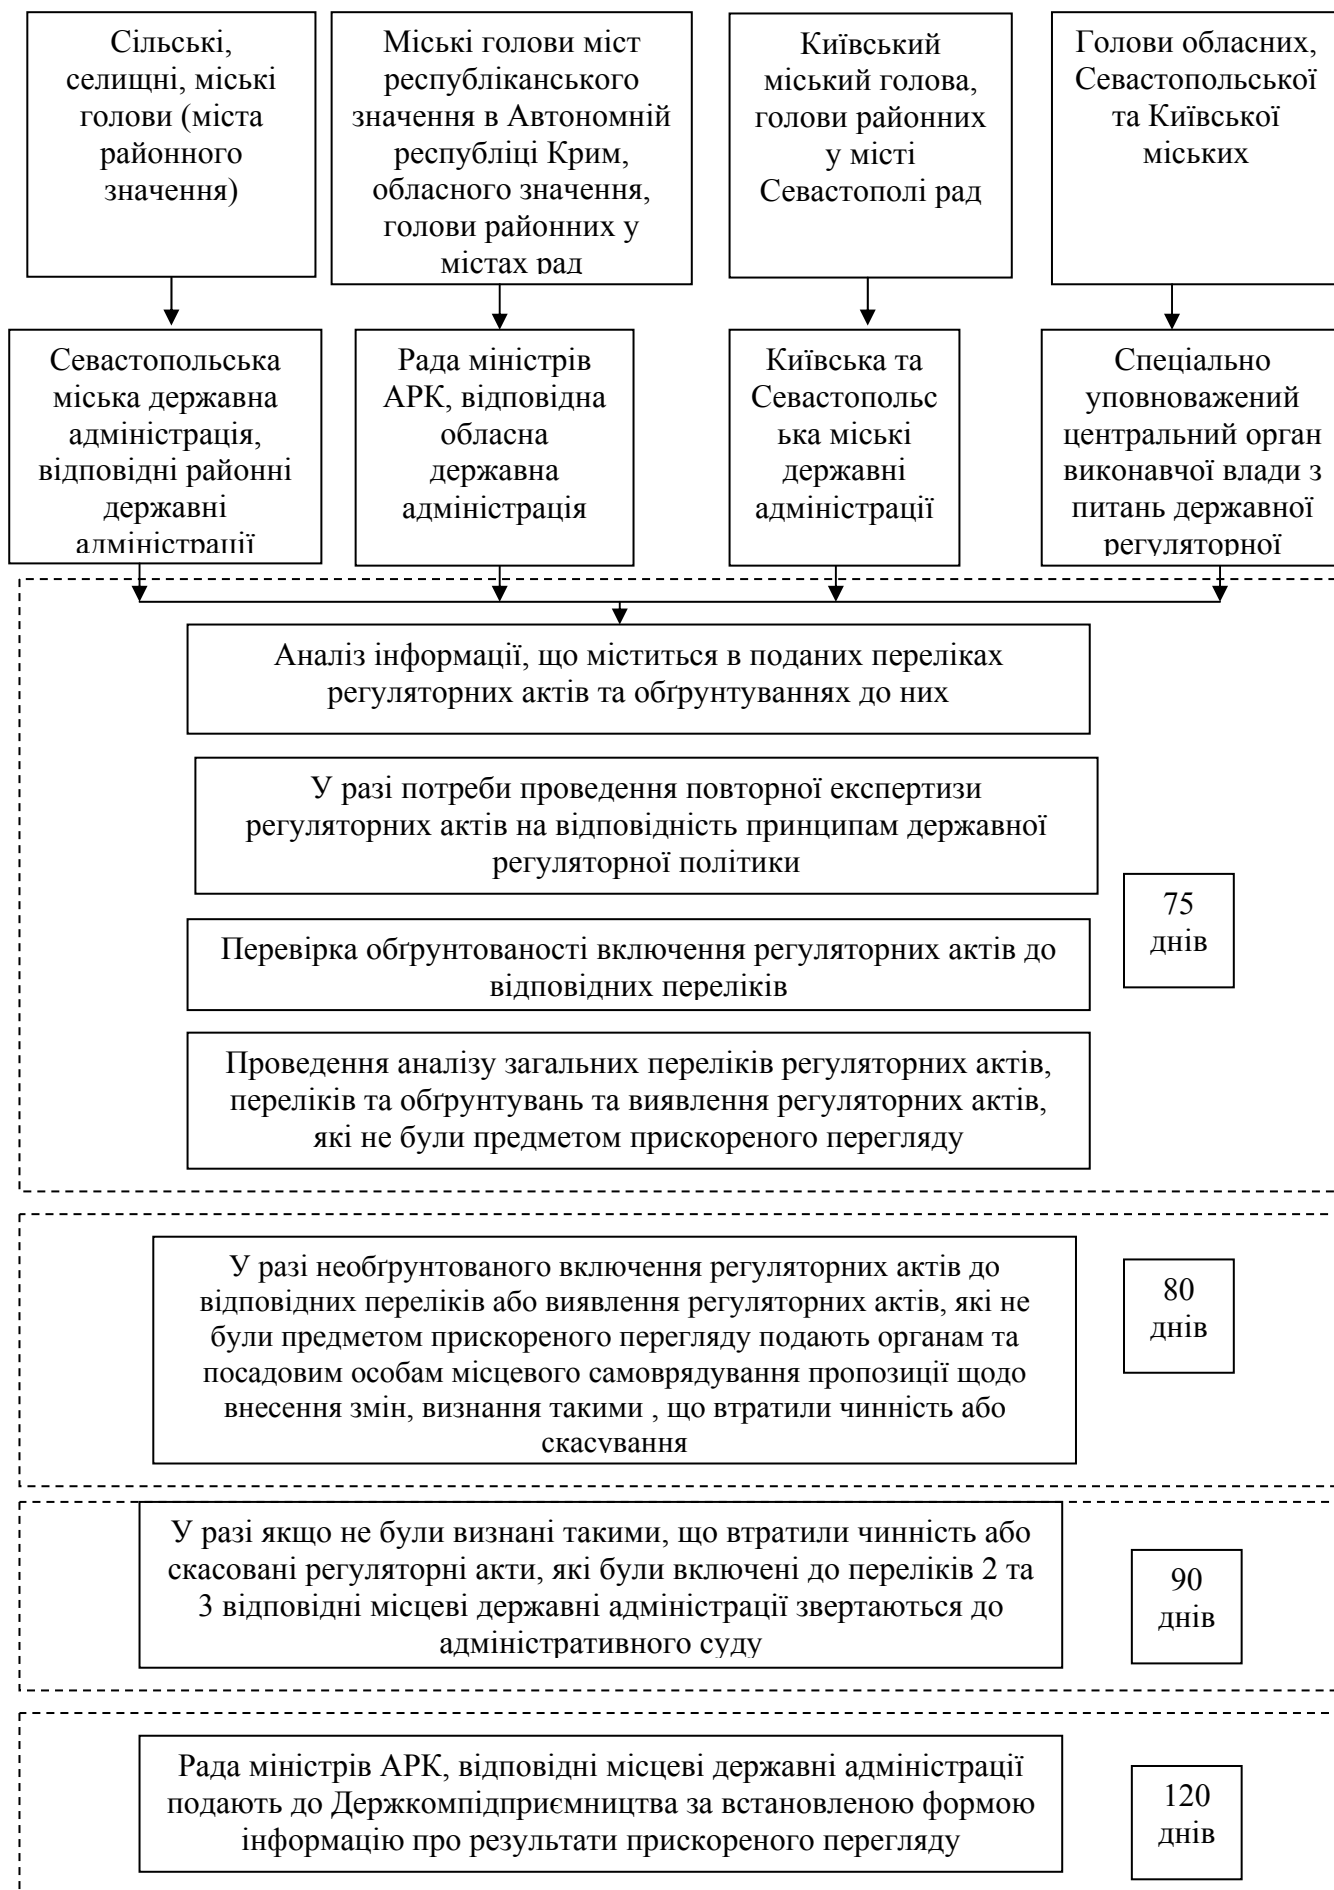 Сільські,
селищні, міські
голови (міста
районного
значення)
Міські голови міст
республіканського
значення в Автономній
республіці Крим,
обласного значення,
голови районних у
містах рад
Київський
міський голова,
голови районних
у місті
Севастополі рад
Голови обласних,
Севастопольської
та Київської
міських
Севастопольська
міська державна
адміністрація,
відповідні районні
державні
адміністрації
Рада міністрів
АРК, відповідна
обласна
державна
адміністрація
Київська та
Севастопольс
ька міські
державні
адміністрації
Спеціально
уповноважений
центральний орган
виконавчої влади з
питань державної
регуляторної
Аналіз інформації, що міститься в поданих переліках
регуляторних актів та обґрунтуваннях до них
У разі потреби проведення повторної експертизи
регуляторних актів на відповідність принципам державної
регуляторної політики
75
днів
Перевірка обґрунтованості включення регуляторних актів до
відповідних переліків
Проведення аналізу загальних переліків регуляторних актів,
переліків та обґрунтувань та виявлення регуляторних актів,
які не були предметом прискореного перегляду
У разі необґрунтованого включення регуляторних актів до
відповідних переліків або виявлення регуляторних актів, які не
були предметом прискореного перегляду подають органам та
посадовим особам місцевого самоврядування пропозиції щодо
внесення змін, визнання такими , що втратили чинність або
скасування
80
днів
У разі якщо не були визнані такими, що втратили чинність або
скасовані регуляторні акти, які були включені до переліків 2 та
3 відповідні місцеві державні адміністрації звертаються до
адміністративного суду
90
днів
Рада міністрів АРК, відповідні місцеві державні адміністрації
подають до Держкомпідприємництва за встановленою формою
інформацію про результати прискореного перегляду
120
днів